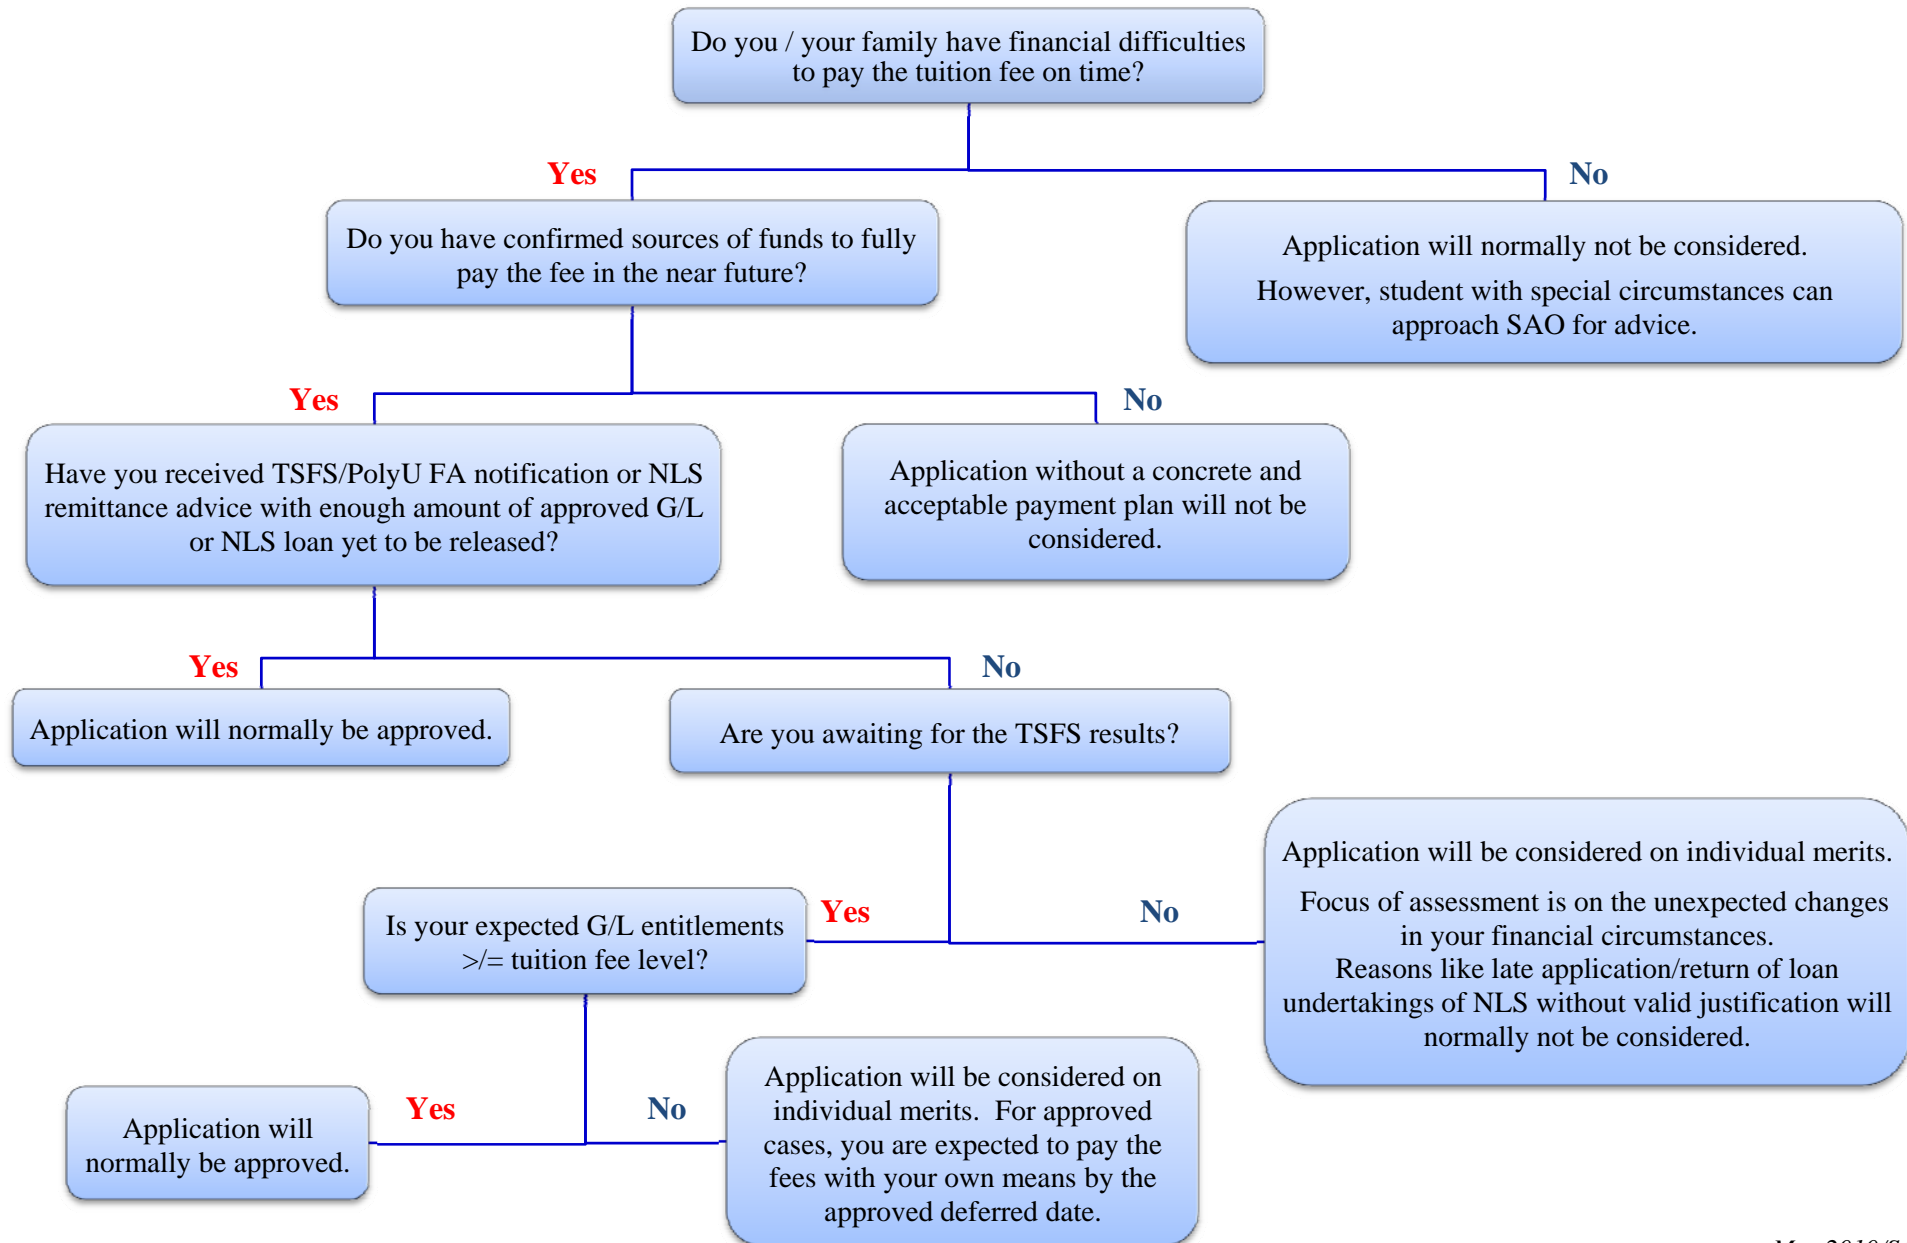 Do you / your family have financial difficulties
to pay the tuition fee on time?
Yes
No
Do you have confirmed sources of funds to fully
pay the fee in the near future?
Application will normally not be considered.
However, student with special circumstances can
approach SAO for advice.
Yes
No
Have you received TSFS/PolyU FA notification or NLS
remittance advice with enough amount of approved G/L
or NLS loan yet to be released?
Application without a concrete and
acceptable payment plan will not be
considered.
Yes
No
Application will normally be approved.
Are you awaiting for the TSFS results?
Is your expected G/L entitlements
>/= tuition fee level?
Yes
No
Application will be considered on individual merits.
Focus of assessment is on the unexpected changes
in your financial circumstances.
Reasons like late application/return of loan
undertakings of NLS without valid justification will
normally not be considered.
Application will
normally be approved.
Yes
No
Application will be considered on
individual merits.  For approved
cases, you are expected to pay the
fees with your own means by the
approved deferred date.